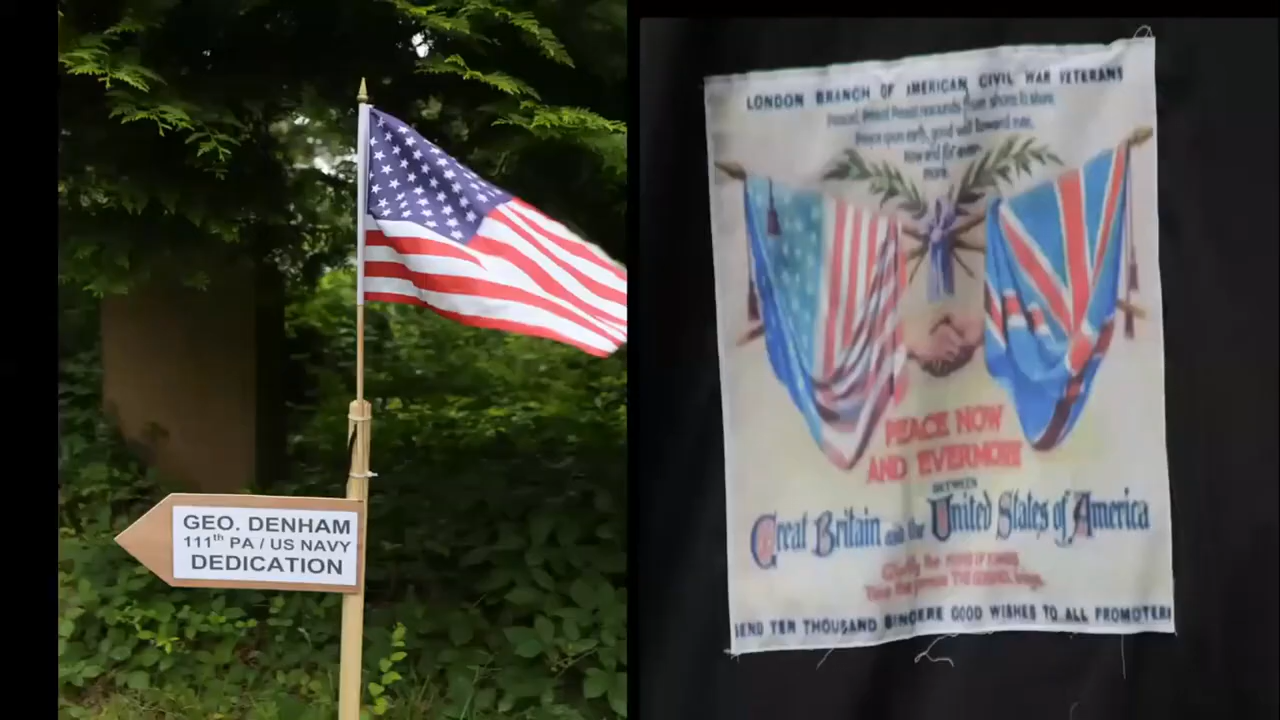 GEO. DENHAM
111th PA / US NAVY
DEDICATION
LONDON BRANCH OF AMERICAN CIVIL WAR VETERANS
Peace! Peace! Peace! resounds from shore to shore
Peace upon earth, good will toward men,
Now and for ever-
more.
PEACE NOW
AND EVERMORE
BETWEEN
Great Britain and the United States of America
SEND TEN THOUSAND SINCERE GOOD WISHES TO ALL PROMOTERS